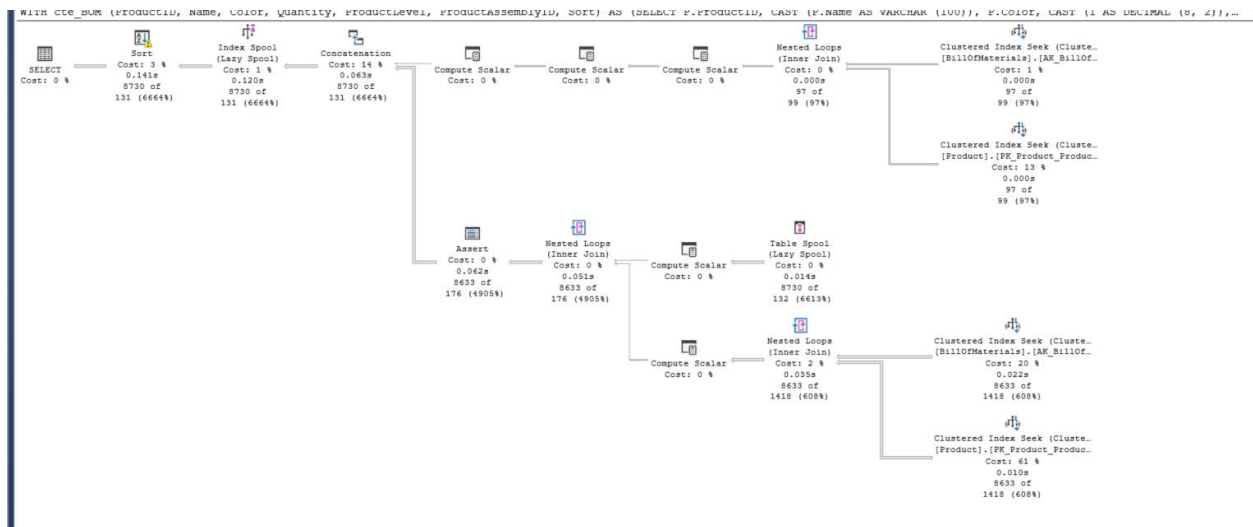 WITH cte_BOM (ProductID, Name, Color, Quantity, ProductLevel, ProductAssemblyID, Sort) AS (SELECT P.ProductID, CAST (P.Name AS VARCHAR (100)), P.Color, CAST (1 AS DECIMAL (8, 2)),…
SELECT
Cost: 0 %
Sort
Cost: 3 %
0.141s
8730 of
131 (6664%)
Index Spool
(Lazy Spool)
Cost: 1 %
0.120s
8730 of
131 (6664%)
Concatenation
Cost: 14 %
0.063s
8730 of
131 (6664%)
Compute Scalar
Cost: 0 %
Compute Scalar
Cost: 0 %
Compute Scalar
Cost: 0 %
Nested Loops
(Inner Join)
Cost: 0 %
0.000s
97 of
99 (97%)
Clustered Index Seek (Cluste…
[BillOfMaterials].[AK_BillOf…
Cost: 1 %
0.000s
97 of
99 (97%)
Clustered Index Seek (Cluste…
[Product].[PK_Product_Produc…
Cost: 13 %
0.000s
97 of
99 (97%)
Assert
Cost: 0 %
0.062s
8633 of
176 (4905%)
Nested Loops
(Inner Join)
Cost: 0 %
0.051s
8633 of
176 (4905%)
Compute Scalar
Cost: 0 %
Table Spool
(Lazy Spool)
Cost: 0 %
0.014s
8730 of
132 (6613%)
Compute Scalar
Cost: 0 %
Nested Loops
(Inner Join)
Cost: 2 %
0.035s
8633 of
1418 (608%)
Clustered Index Seek (Cluste…
[BillOfMaterials].[AK_BillOf…
Cost: 20 %
0.022s
8633 of
1418 (608%)
Clustered Index Seek (Cluste…
[Product].[PK_Product_Produc…
Cost: 61 %
0.010s
8633 of
1418 (608%)